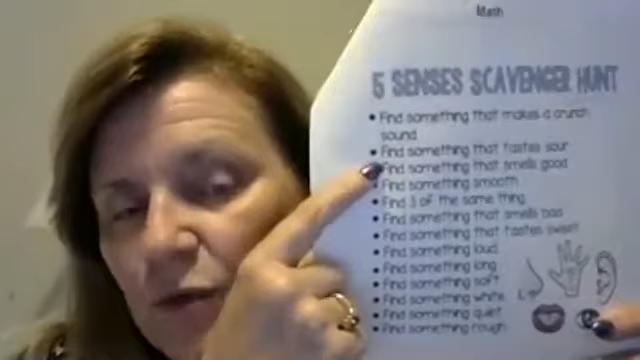 Math
5 SENSES SCAVENGER HUNT
• Find something that makes a crunch
sound
• Find something that tastes sour
• Find something that smells good
• Find something smooth
• Find 3 of the same thing
• Find something that smells bad
• Find something that tastes sweet
• Find something loud
• Find something long
• Find something soft
• Find something white
• Find something quiet
• Find something rough